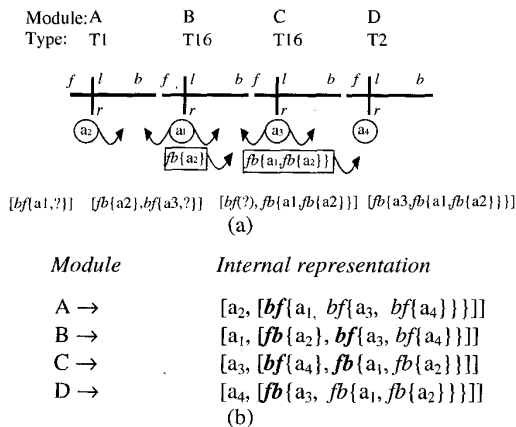 Module: A B C D
Type: T1 T16 T16 T2
f l b f l b f l b f l b
r r r r
a₂ a₁ a₃ a₄
fb{a₂} fb{a₁,fb{a₂}}
[bf{a1,?}] [fb{a2},bf{a3,?}] [bf(?),fb{a1,fb{a2}}] [fb{a3,fb{a1,fb{a2}}}]
(a)
Module Internal representation
A → [a₂, [bf{a₁, bf{a₃, bf{a₄}}}]]
B → [a₁, [fb{a₂}, bf{a₃, bf{a₄}}]]
C → [a₃, [bf{a₄}, fb{a₁, fb{a₂}}]]
D → [a₄, [fb{a₃, fb{a₁, fb{a₂}}}]]
(b)